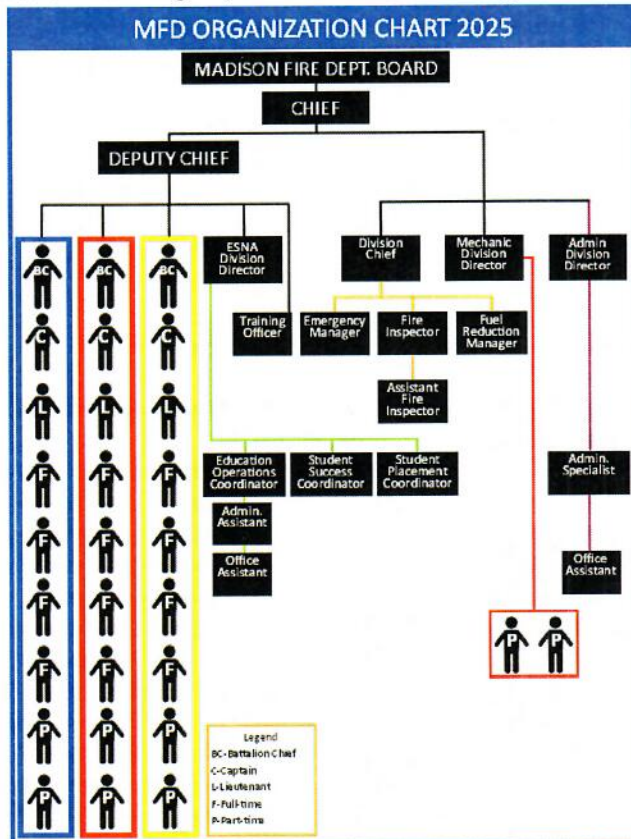 MFD ORGANIZATION CHART 2025
MADISON FIRE DEPT. BOARD
CHIEF
DEPUTY CHIEF
ESNA
Division
Director
Training
Officer
Division
Chief
Mechanic
Division
Director
Admin
Division
Director
Emergency
Manager
Fire
Inspector
Fuel
Reduction
Manager
Assistant
Fire
Inspector
Education
Operations
Coordinator
Student
Success
Coordinator
Student
Placement
Coordinator
Admin.
Specialist
Admin.
Assistant
Office
Assistant
Office
Assistant
BC
BC
BC
C
C
C
L
L
L
F
F
F
F
F
F
F
F
F
F
F
F
P
P
P
P
P
P
P
P
Legend
BC-Battalion Chief
C-Captain
L-Lieutenant
F-Full-time
P-Part-time